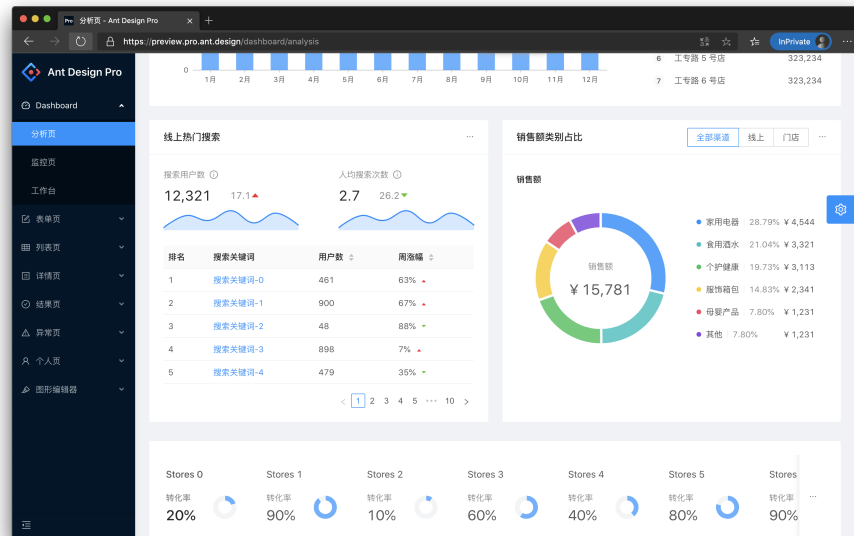 Pro 分析页 - Ant Design Pro
https://preview.pro.ant.design/dashboard/analysis
InPrivate
Ant Design Pro
Dashboard
分析页
监控页
工作台
表单页
列表页
详情页
结果页
异常页
个人页
图形编辑器
0
1月 2月 3月 4月 5月 6月 7月 8月 9月 10月 11月 12月
6 工专路 5 号店 323,234
7 工专路 6 号店 323,234
线上热门搜索
搜索用户数
12,321 17.1
人均搜索次数
2.7 26.2
排名 搜索关键词 用户数 周涨幅
1 搜索关键词-0 461 63%
2 搜索关键词-1 900 67%
3 搜索关键词-2 48 88%
4 搜索关键词-3 898 7%
5 搜索关键词-4 479 35%
< 1 2 3 4 5 ••• 10 >
销售额类别占比
全部渠道 线上 门店
销售额
销售额
¥ 15,781
家用电器 28.79% ¥ 4,544
食用酒水 21.04% ¥ 3,321
个护健康 19.73% ¥ 3,113
服饰箱包 14.83% ¥ 2,341
母婴产品 7.80% ¥ 1,231
其他 7.80% ¥ 1,231
Stores 0 Stores 1 Stores 2 Stores 3 Stores 4 Stores 5 Stores
转化率 转化率 转化率 转化率 转化率 转化率 转化率
20% 90% 10% 60% 40% 80% 90%